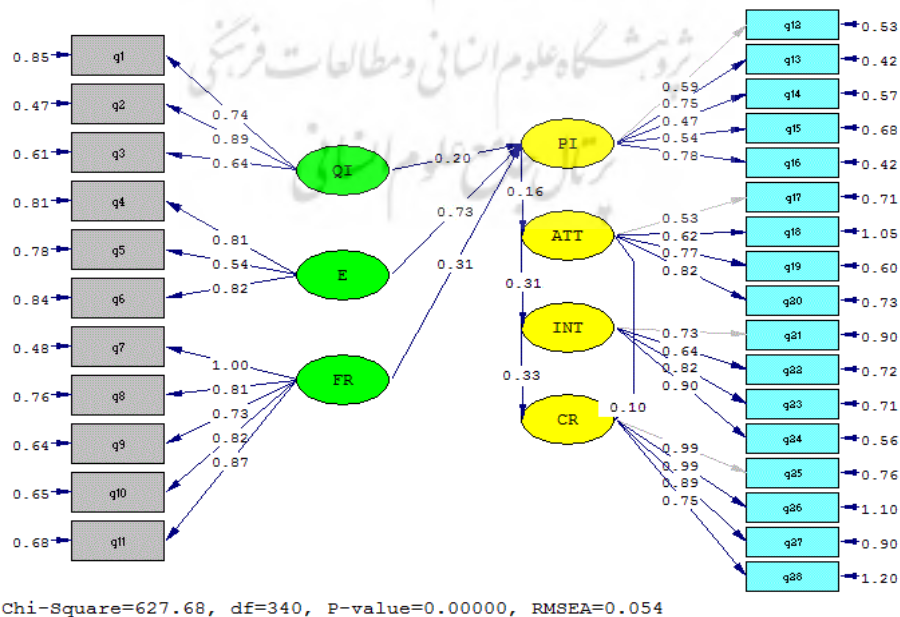 پژوهشگاه علوم انسانی و مطالعات فرهنگی
پرتال جامع علوم انسانی
0.85 q1
0.47 q2
0.61 q3
0.81 q4
0.78 q5
0.84 q6
0.48 q7
0.76 q8
0.64 q9
0.65 q10
0.68 q11
0.74
0.89
0.64
0.81
0.54
0.82
1.00
0.81
0.73
0.82
0.87
QI
E
FR
0.20
0.73
0.31
PI
0.16
ATT
0.31
INT
0.33
CR
0.10
0.59
0.75
0.47
0.54
0.78
0.53
0.62
0.77
0.82
0.73
0.64
0.82
0.90
0.99
0.99
0.89
0.75
q12 0.53
q13 0.42
q14 0.57
q15 0.68
q16 0.42
q17 0.71
q18 1.05
q19 0.60
q20 0.73
q21 0.90
q22 0.72
q23 0.71
q24 0.56
q25 0.76
q26 1.10
q27 0.90
q28 1.20
Chi-Square=627.68, df=340, P-value=0.00000, RMSEA=0.054